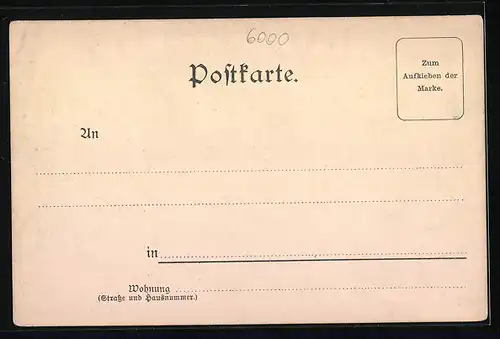 6000
Postkarte.
Zum
Aufkleben der
Marke.
An
in
Wohnung
(Straße und Hausnummer.)